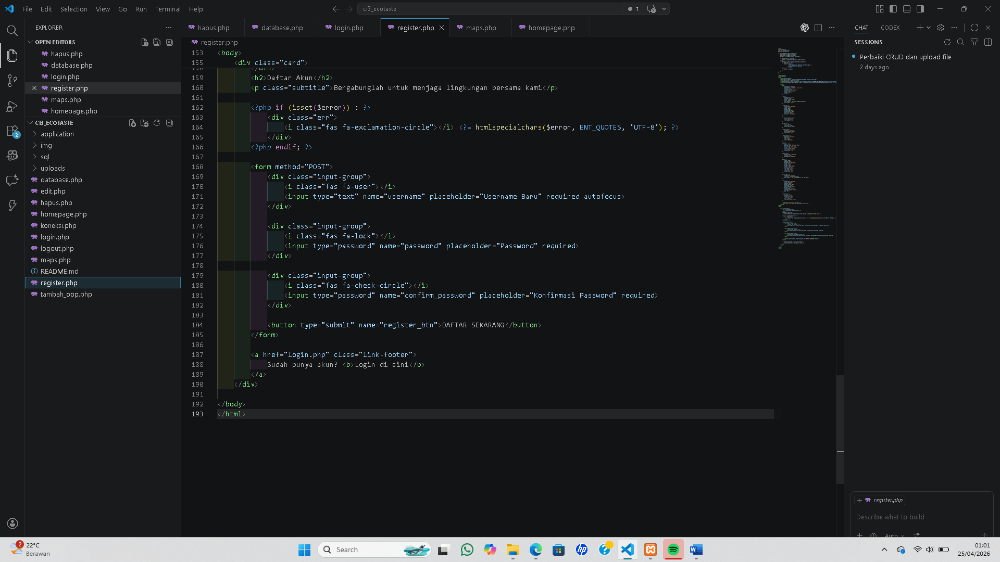 File Edit Selection View Go Run Terminal Help
ci3_ecotaste
1
EXPLORER
OPEN EDITORS
hapus.php
database.php
login.php
register.php
maps.php
homepage.php
CB_ECOTASTE
application
img
sql
uploads
database.php
edit.php
hapus.php
homepage.php
koneksi.php
login.php
logout.php
maps.php
README.md
register.php
tambah_oop.php
2
hapus.php
database.php
login.php
register.php
maps.php
homepage.php
register.php
153 <body>
155 <div class="card">
158 </div>
159 <h2>Daftar Akun</h2>
160 <p class="subtitle">Bergabunglah untuk menjaga lingkungan bersama kami</p>
161
162 <?php if (isset($error)) : ?>
163 <div class="err">
164 <i class="fas fa-exclamation-circle"></i> <?= htmlspecialchars($error, ENT_QUOTES, 'UTF-8'); ?>
165 </div>
166 <?php endif; ?>
167
168 <form method="POST">
169 <div class="input-group">
170 <i class="fas fa-user"></i>
171 <input type="text" name="username" placeholder="Username Baru" required autofocus>
172 </div>
173
174 <div class="input-group">
175 <i class="fas fa-lock"></i>
176 <input type="password" name="password" placeholder="Password" required>
177 </div>
178
179 <div class="input-group">
180 <i class="fas fa-check-circle"></i>
181 <input type="password" name="confirm_password" placeholder="Konfirmasi Password" required>
182 </div>
183
184 <button type="submit" name="register_btn">DAFTAR SEKARANG</button>
185 </form>
186
187 <a href="login.php" class="link-footer">
188 Sudah punya akun? <b>Login di sini</b>
189 </a>
190 </div>
191
192 </body>
193 </html>
CHAT CODEX
SESSIONS
Perbaiki CRUD dan upload file
2 days ago
register.php
Describe what to build
Auto
2
22°C
Berawan
Search
01:01
25/04/2026